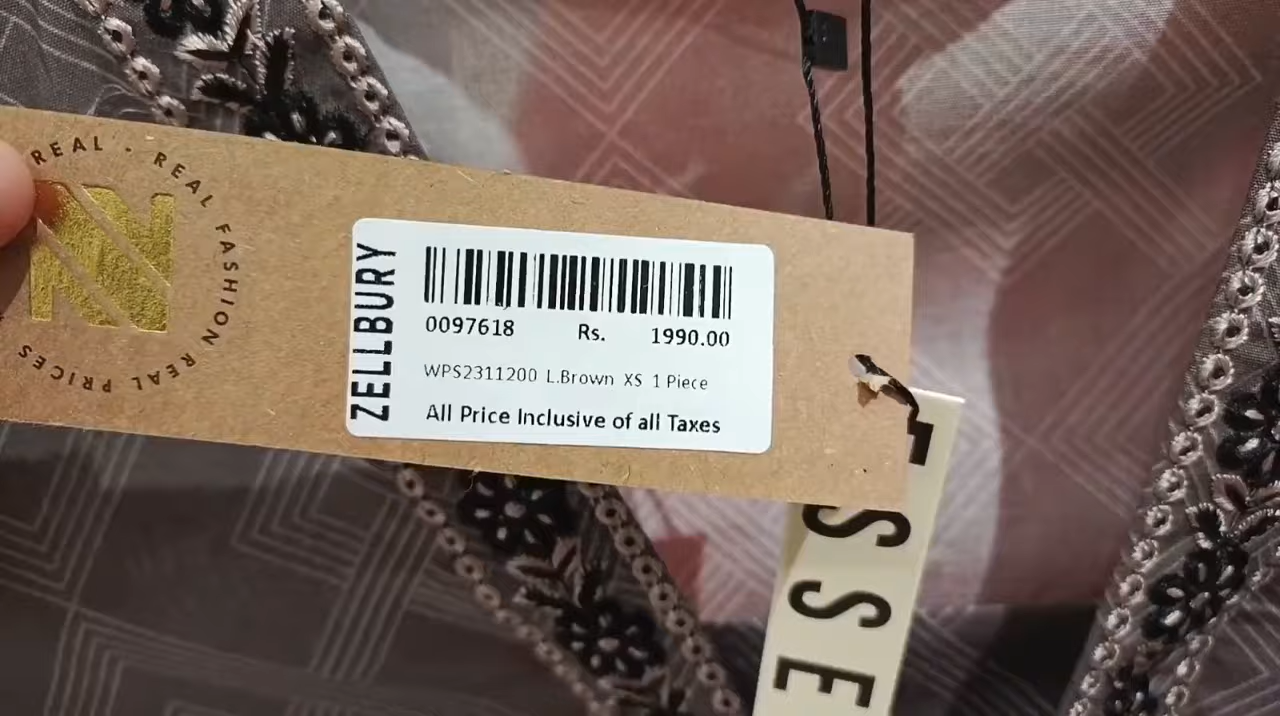 REAL · REAL FASHION REAL PRICES
ZELLBURY
0097618 Rs. 1990.00
WPS2311200 L.Brown XS 1 Piece
All Price Inclusive of all Taxes
SSE